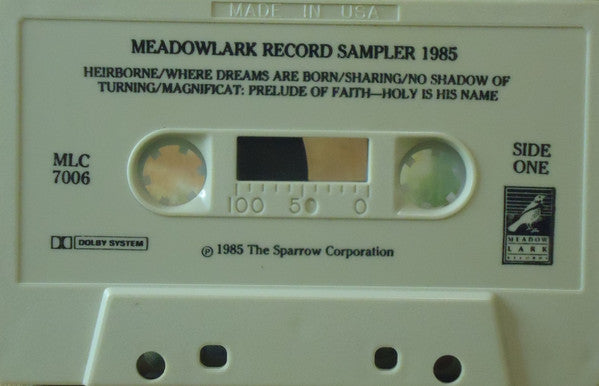 MADE IN USA
MEADOWLARK RECORD SAMPLER 1985
HEIRBORNE/WHERE DREAMS ARE BORN/SHARING/NO SHADOW OF
TURNING/MAGNIFICAT: PRELUDE OF FAITH—HOLY IS HIS NAME
MLC
7006
SIDE
ONE
100 50 0
MEADOW
LARK
RECORDS
DOLBY SYSTEM
℗ 1985 The Sparrow Corporation